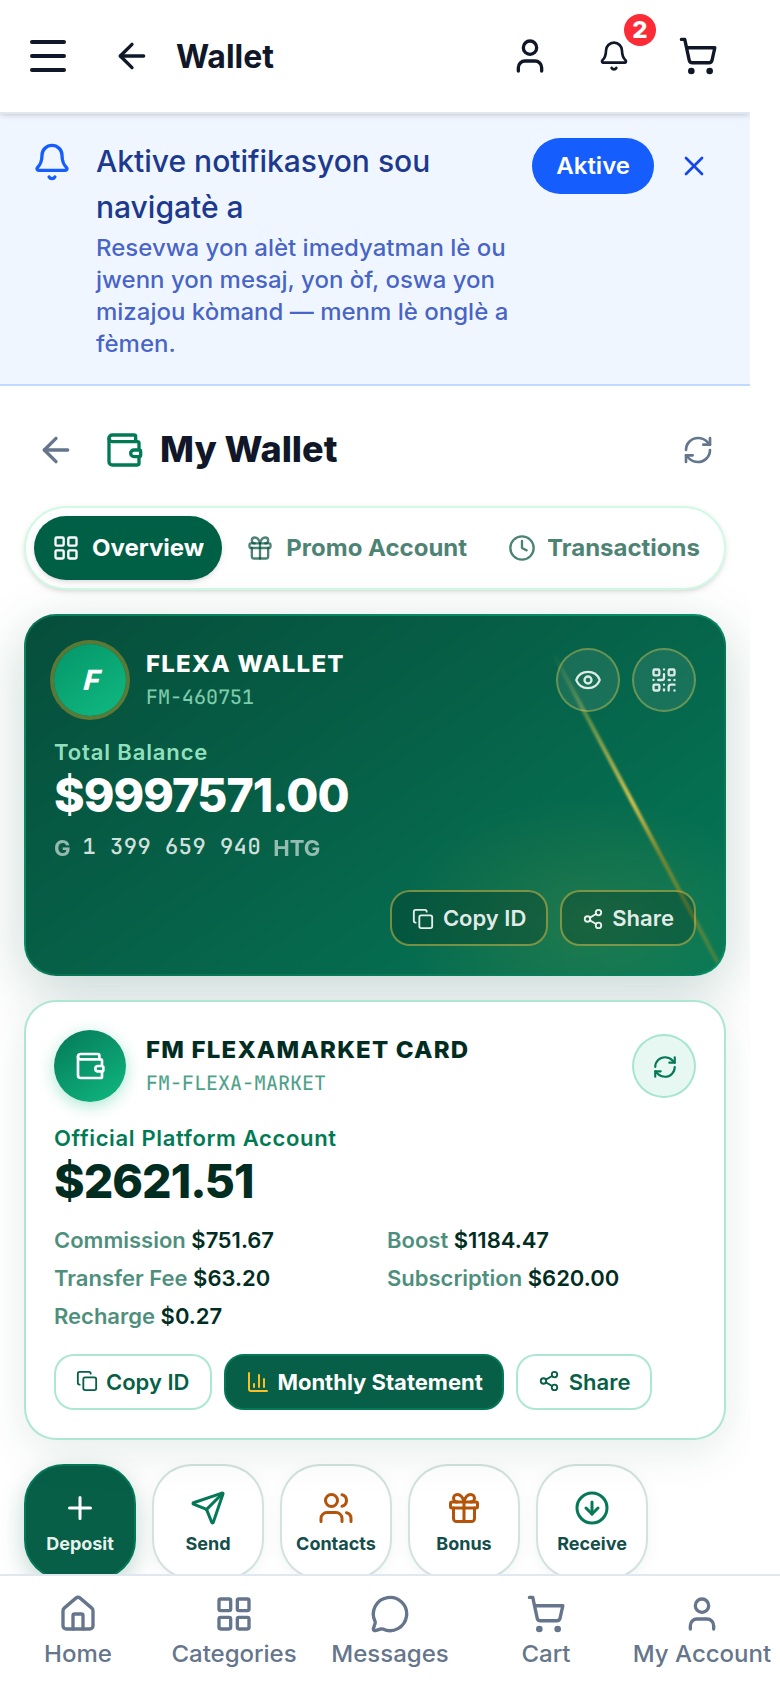 Wallet
2
Aktive notifikasyon sou
navigatè a
Aktive
Resevwa yon alèt imedyatman lè ou
jwenn yon mesaj, yon òf, oswa yon
mizajou kòmand — menm lè onglè a
fèmen.
My Wallet
Overview
Promo Account
Transactions
F
FLEXA WALLET
FM-460751
Total Balance
$9997571.00
G 1 399 659 940 HTG
Copy ID
Share
FM FLEXAMARKET CARD
FM-FLEXA-MARKET
Official Platform Account
$2621.51
Commission $751.67
Boost $1184.47
Transfer Fee $63.20
Subscription $620.00
Recharge $0.27
Copy ID
Monthly Statement
Share
Deposit
Send
Contacts
Bonus
Receive
Home
Categories
Messages
Cart
My Account